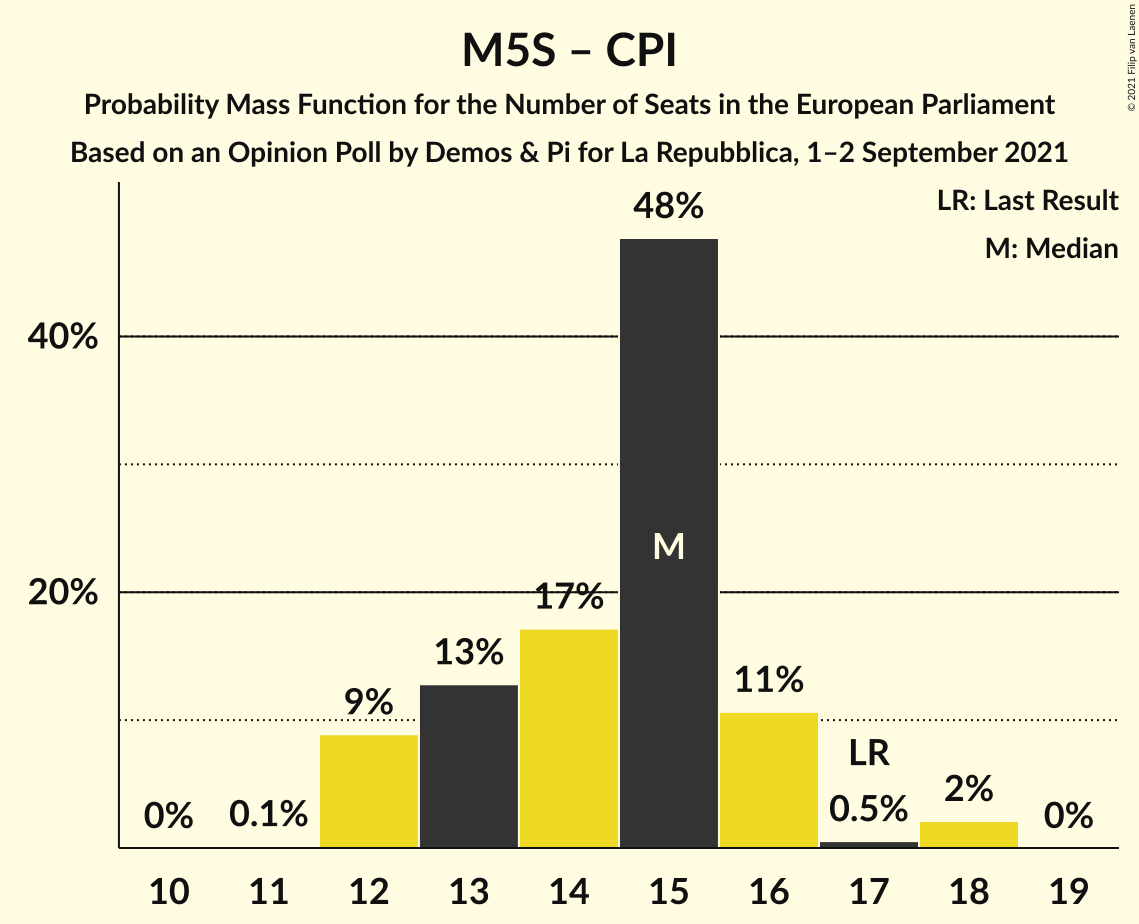 M5S – CPI
Probability Mass Function for the Number of Seats in the European Parliament
Based on an Opinion Poll by Demos & Pi for La Repubblica, 1–2 September 2021
© 2021 Filip van Laenen
LR: Last Result
M: Median
40%
20%
0%
0.1%
9%
13%
17%
48%
M
11%
LR
0.5%
2%
0%
10 11 12 13 14 15 16 17 18 19